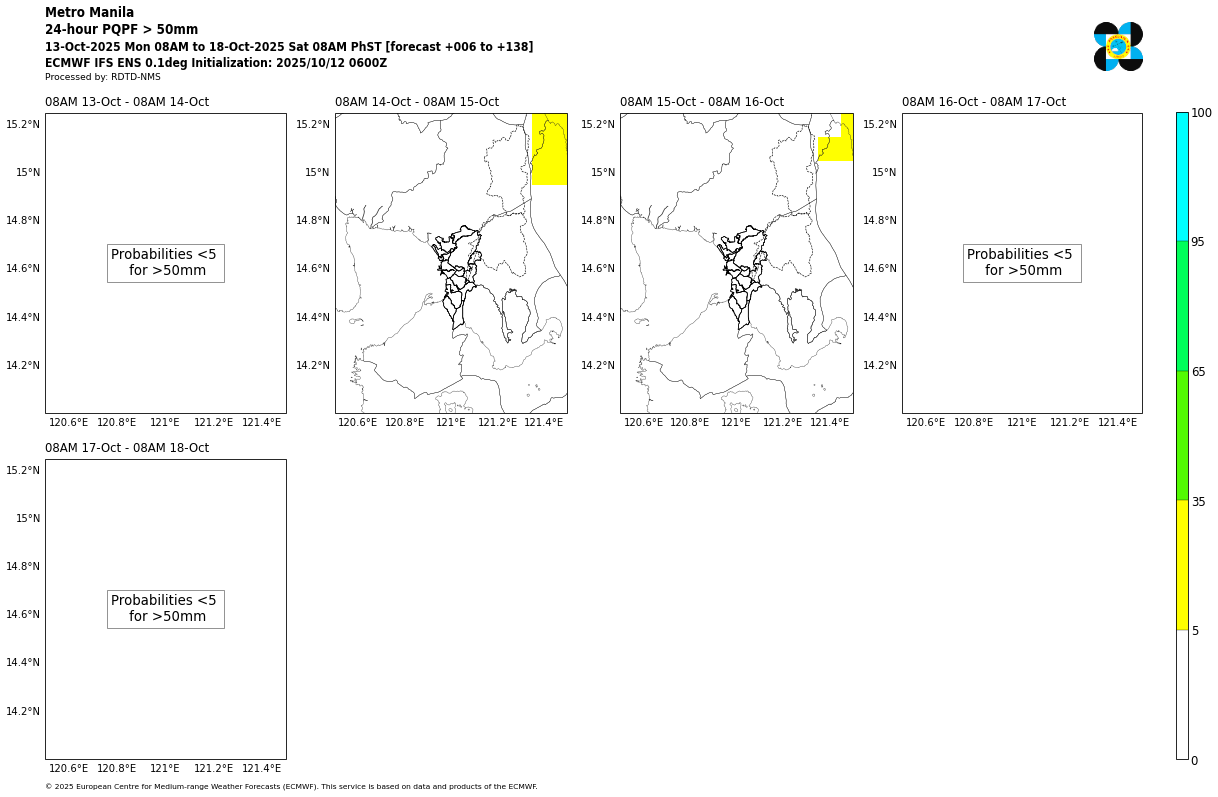 Metro Manila
24-hour PQPF > 50mm
13-Oct-2025 Mon 08AM to 18-Oct-2025 Sat 08AM PhST [forecast +006 to +138]
ECMWF IFS ENS 0.1deg Initialization: 2025/10/12 0600Z
Processed by: RDTD-NMS
08AM 13-Oct - 08AM 14-Oct
15.2°N
15°N
14.8°N
14.6°N
14.4°N
14.2°N
Probabilities <5
for >50mm
120.6°E 120.8°E 121°E 121.2°E 121.4°E
08AM 14-Oct - 08AM 15-Oct
15.2°N
15°N
14.8°N
14.6°N
14.4°N
14.2°N
120.6°E 120.8°E 121°E 121.2°E 121.4°E
08AM 15-Oct - 08AM 16-Oct
15.2°N
15°N
14.8°N
14.6°N
14.4°N
14.2°N
120.6°E 120.8°E 121°E 121.2°E 121.4°E
08AM 16-Oct - 08AM 17-Oct
15.2°N
15°N
14.8°N
14.6°N
14.4°N
14.2°N
Probabilities <5
for >50mm
120.6°E 120.8°E 121°E 121.2°E 121.4°E
100
95
65
35
5
0
08AM 17-Oct - 08AM 18-Oct
15.2°N
15°N
14.8°N
14.6°N
14.4°N
14.2°N
Probabilities <5
for >50mm
120.6°E 120.8°E 121°E 121.2°E 121.4°E
© 2025 European Centre for Medium-range Weather Forecasts (ECMWF). This service is based on data and products of the ECMWF.